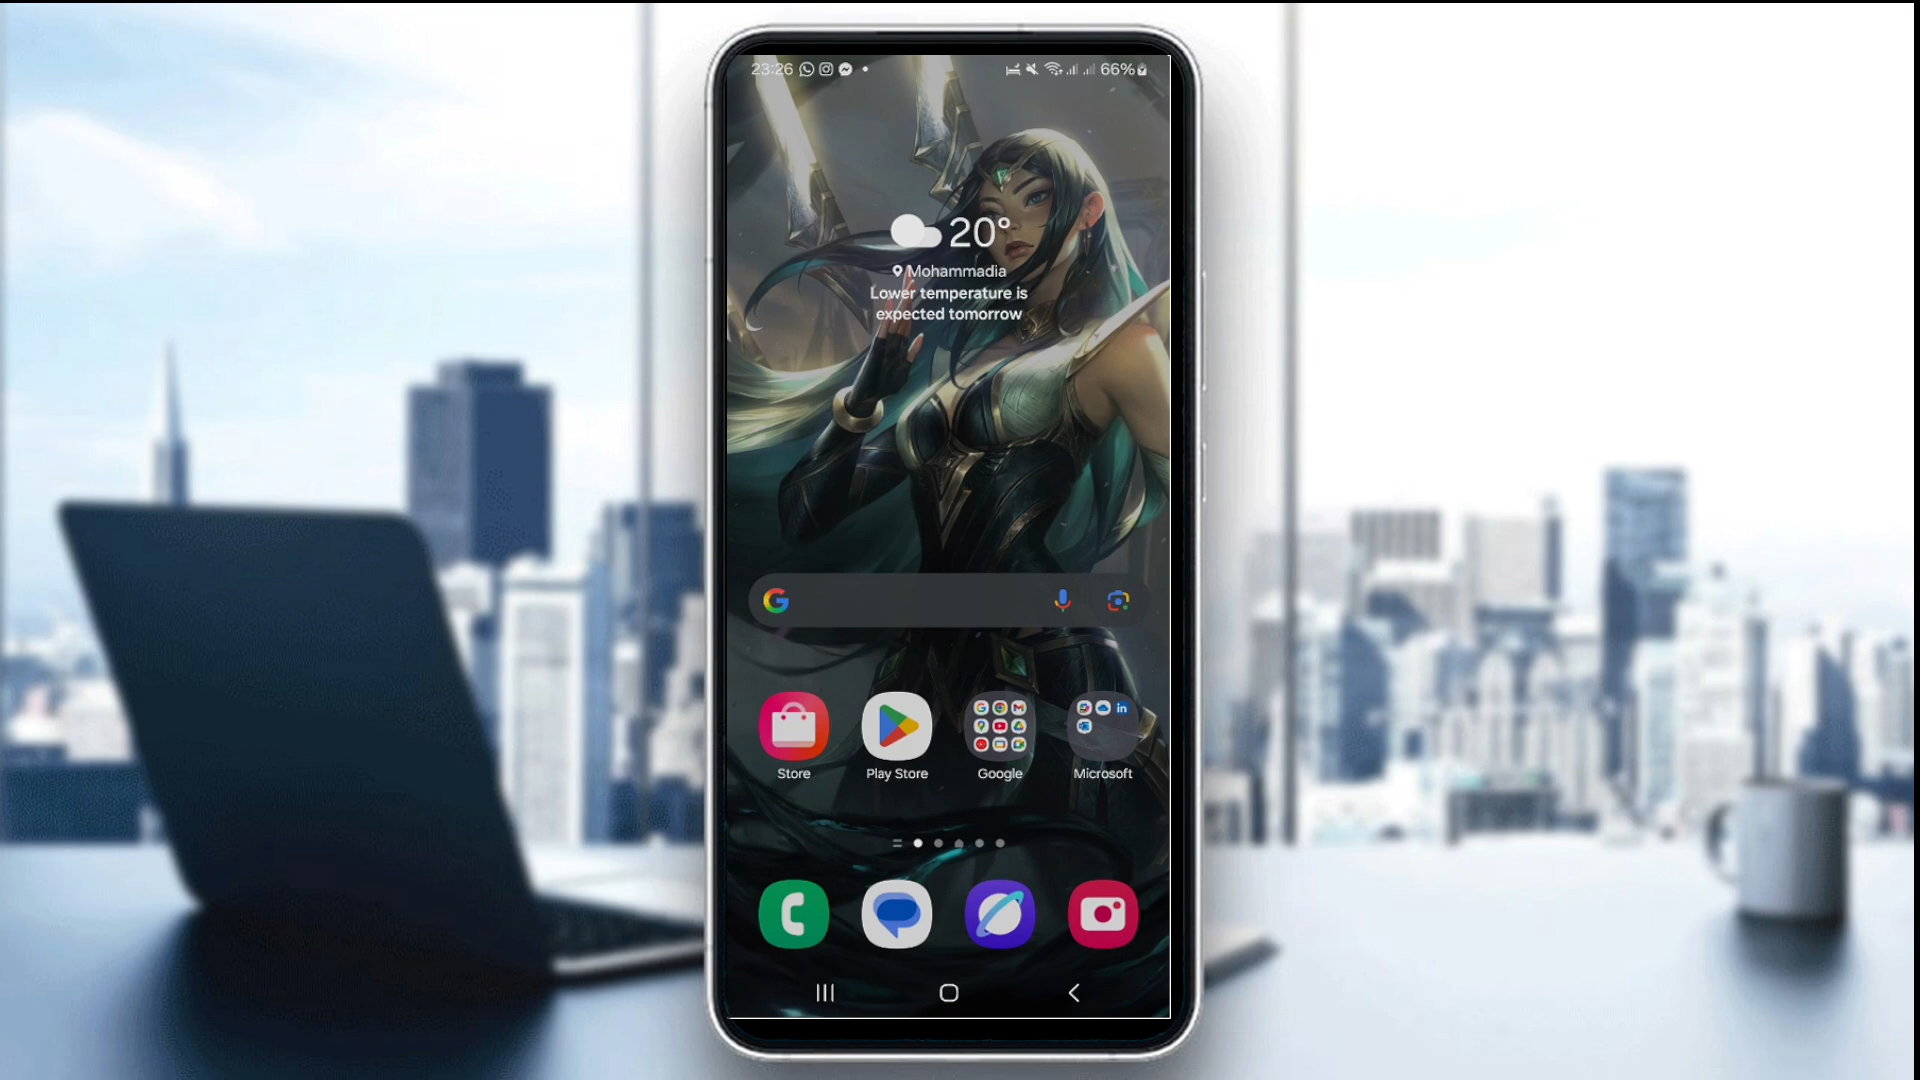 23:26
66%
20°
Mohammadia
Lower temperature is
expected tomorrow
Store
Play Store
Google
Microsoft